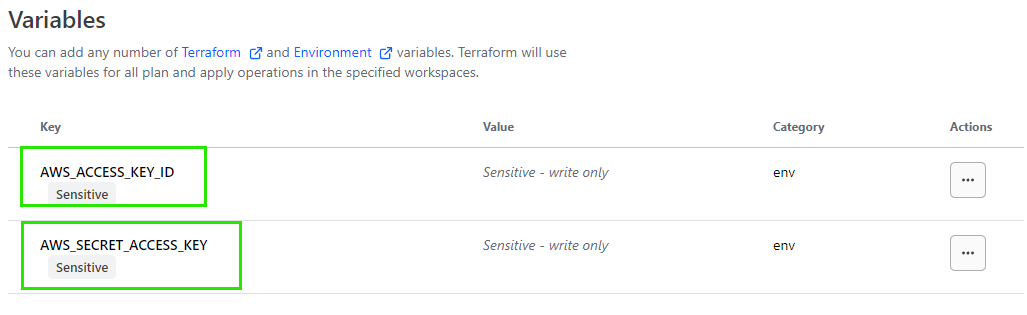 Variables
You can add any number of Terraform and Environment variables. Terraform will use
these variables for all plan and apply operations in the specified workspaces.
Key Value Category Actions
AWS_ACCESS_KEY_ID Sensitive - write only env ...
Sensitive
AWS_SECRET_ACCESS_KEY Sensitive - write only env ...
Sensitive